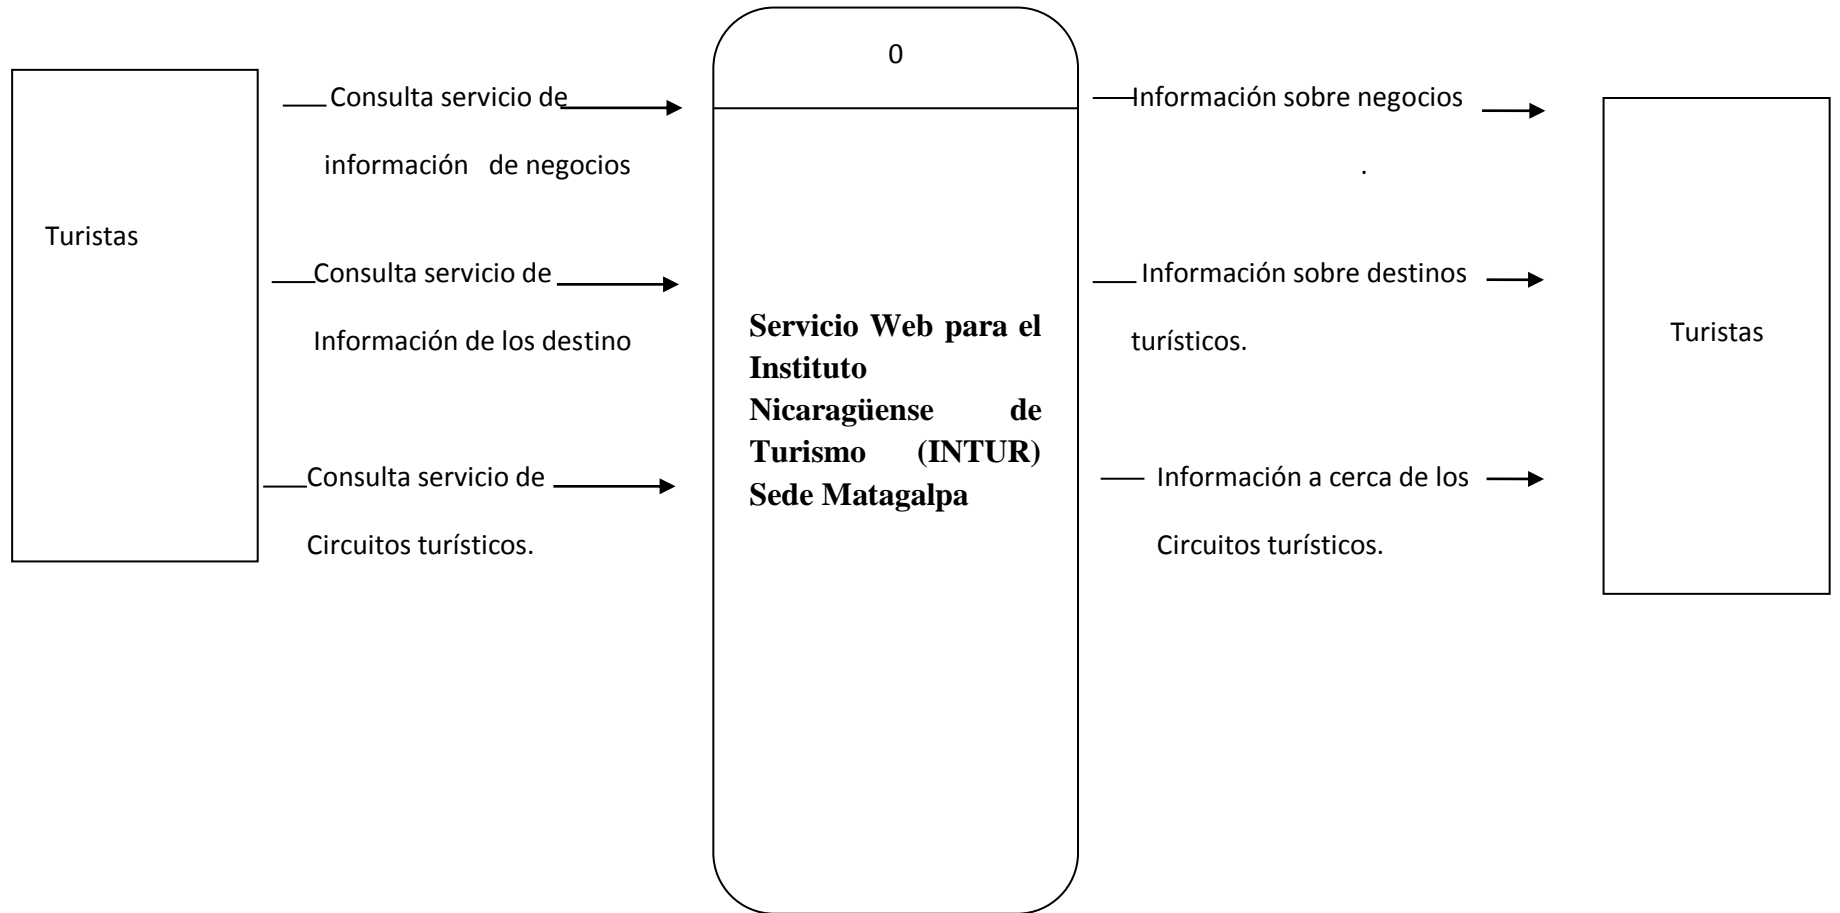 Turistas
Consulta servicio de
información de negocios
Consulta servicio de
Información de los destino
Consulta servicio de
Circuitos turísticos.
0
Servicio Web para el
Instituto
Nicaragüense de
Turismo (INTUR)
Sede Matagalpa
Información sobre negocios
.
Información sobre destinos
turísticos.
Información a cerca de los
Circuitos turísticos.
Turistas